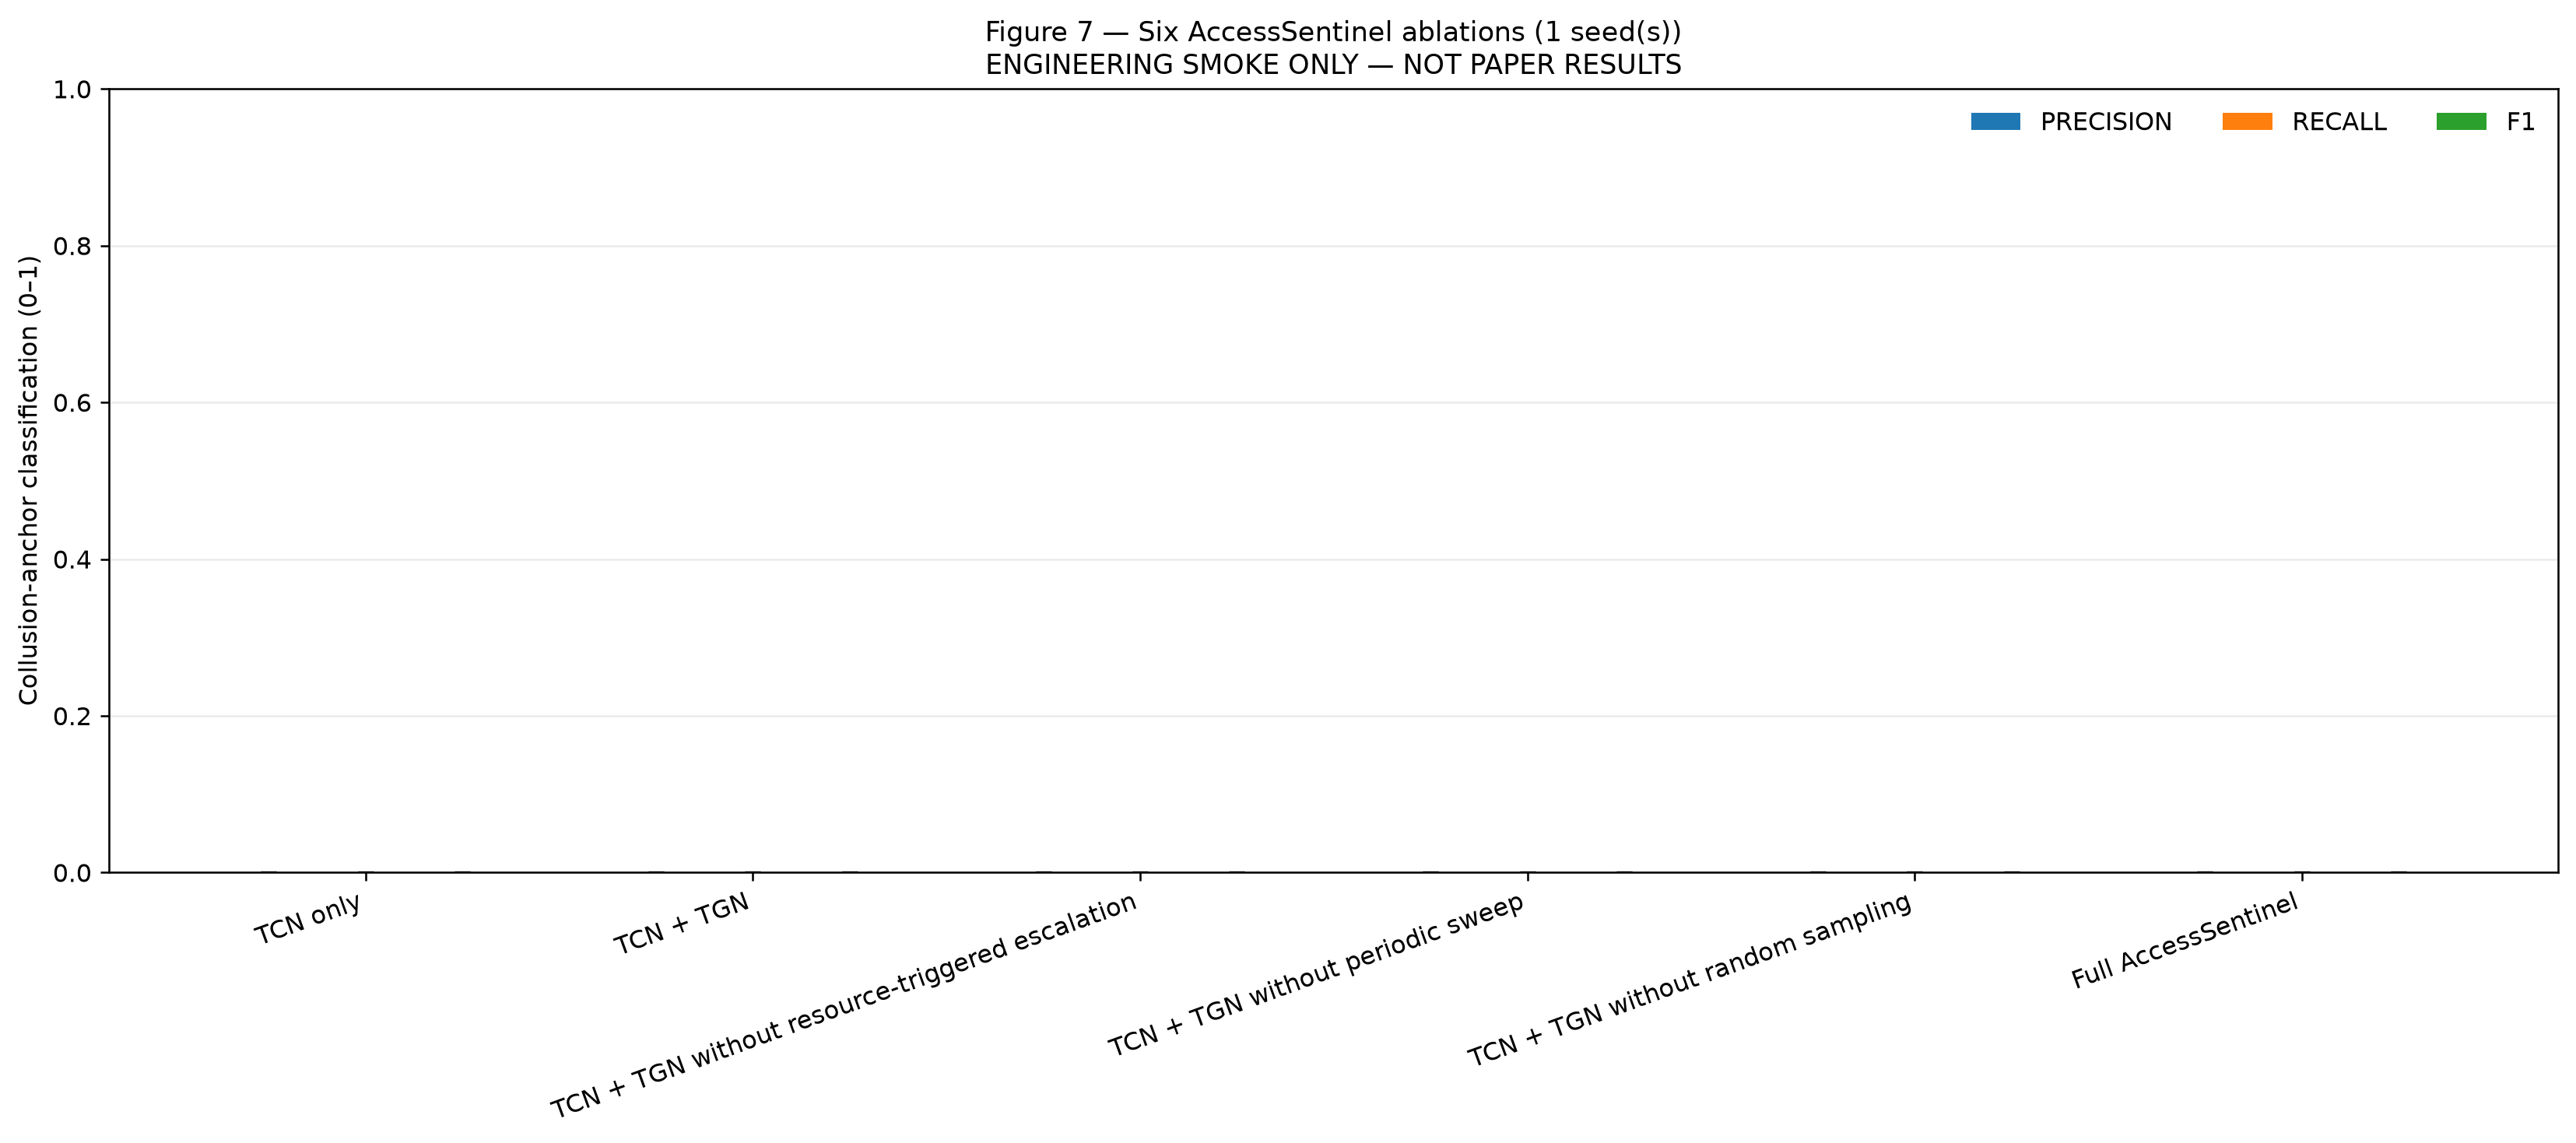 Figure 7 — Six AccessSentinel ablations (1 seed(s))
ENGINEERING SMOKE ONLY — NOT PAPER RESULTS
PRECISION
RECALL
F1
Collusion-anchor classification (0–1)
1.0
0.8
0.6
0.4
0.2
0.0
TCN only
TCN + TGN
TCN + TGN without resource-triggered escalation
TCN + TGN without periodic sweep
TCN + TGN without random sampling
Full AccessSentinel